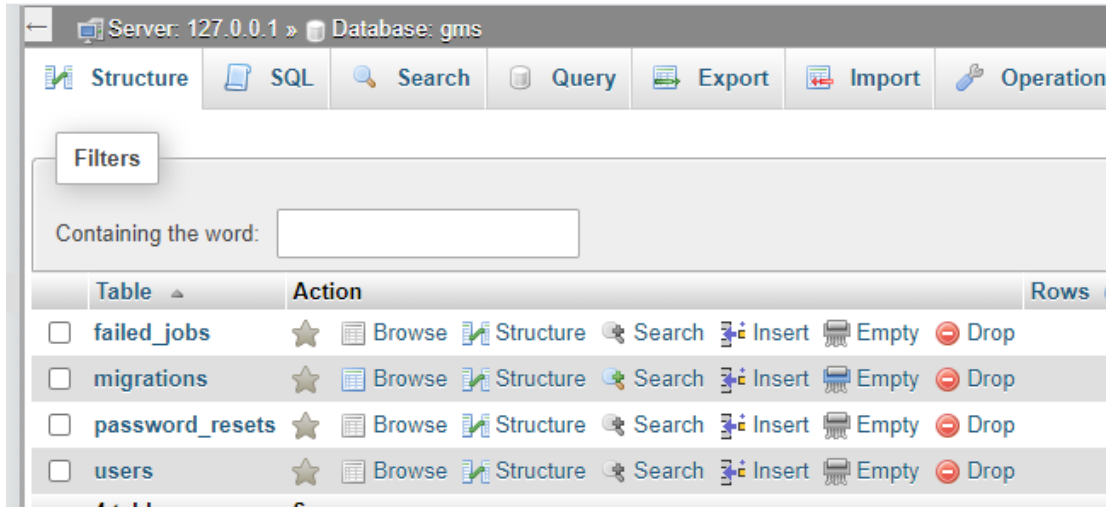 Server: 127.0.0.1 » Database: gms
Structure SQL Search Query Export Import Operation
Filters
Containing the word:
Table Action Rows
failed_jobs Browse Structure Search Insert Empty Drop
migrations Browse Structure Search Insert Empty Drop
password_resets Browse Structure Search Insert Empty Drop
users Browse Structure Search Insert Empty Drop